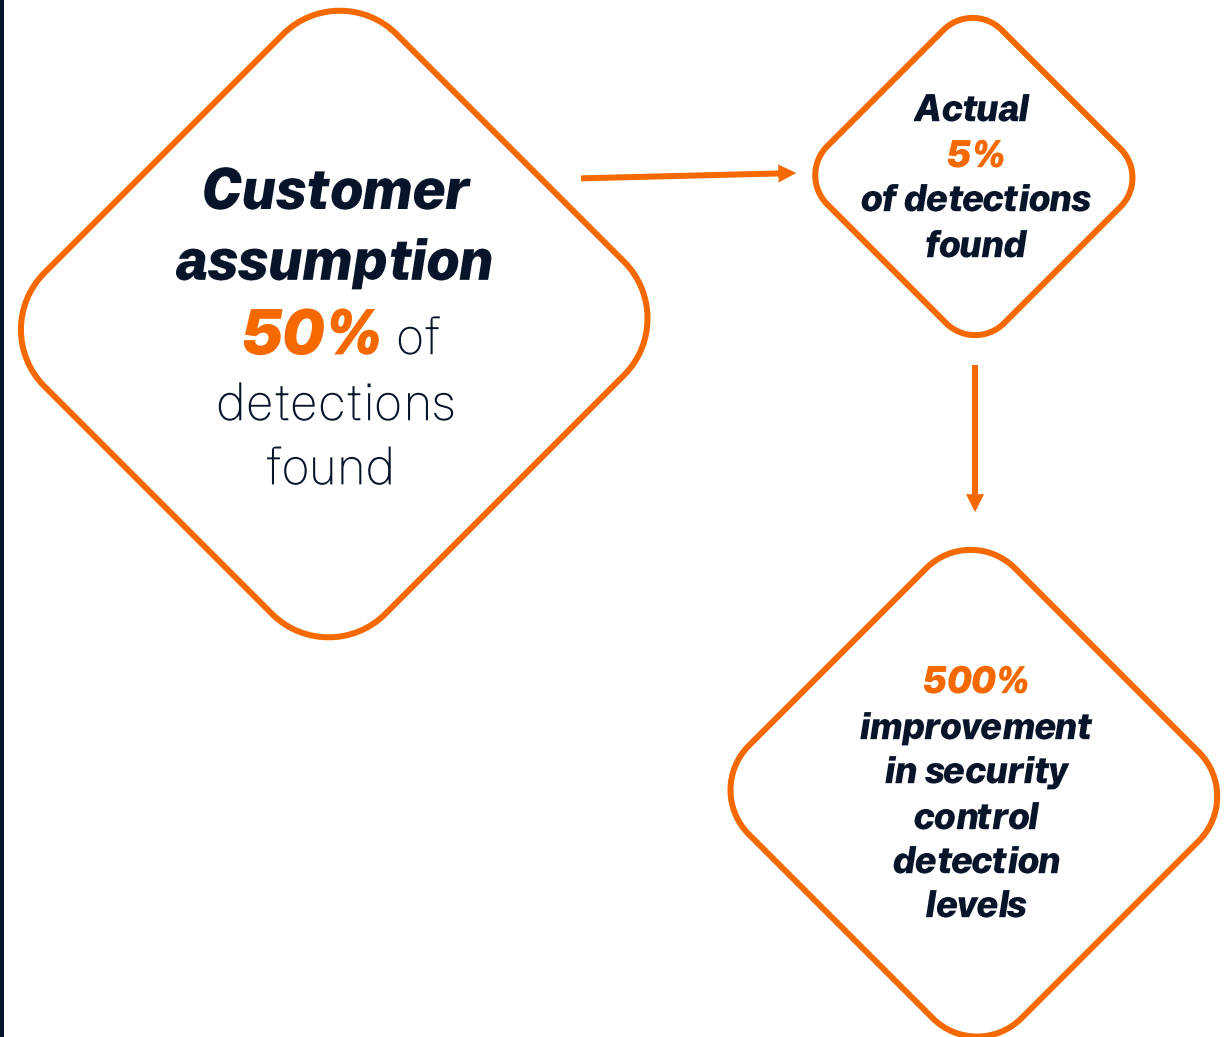 Customer
assumption
50% of
detections
found
Actual
5%
of detections
found
500%
improvement
in security
control
detection
levels